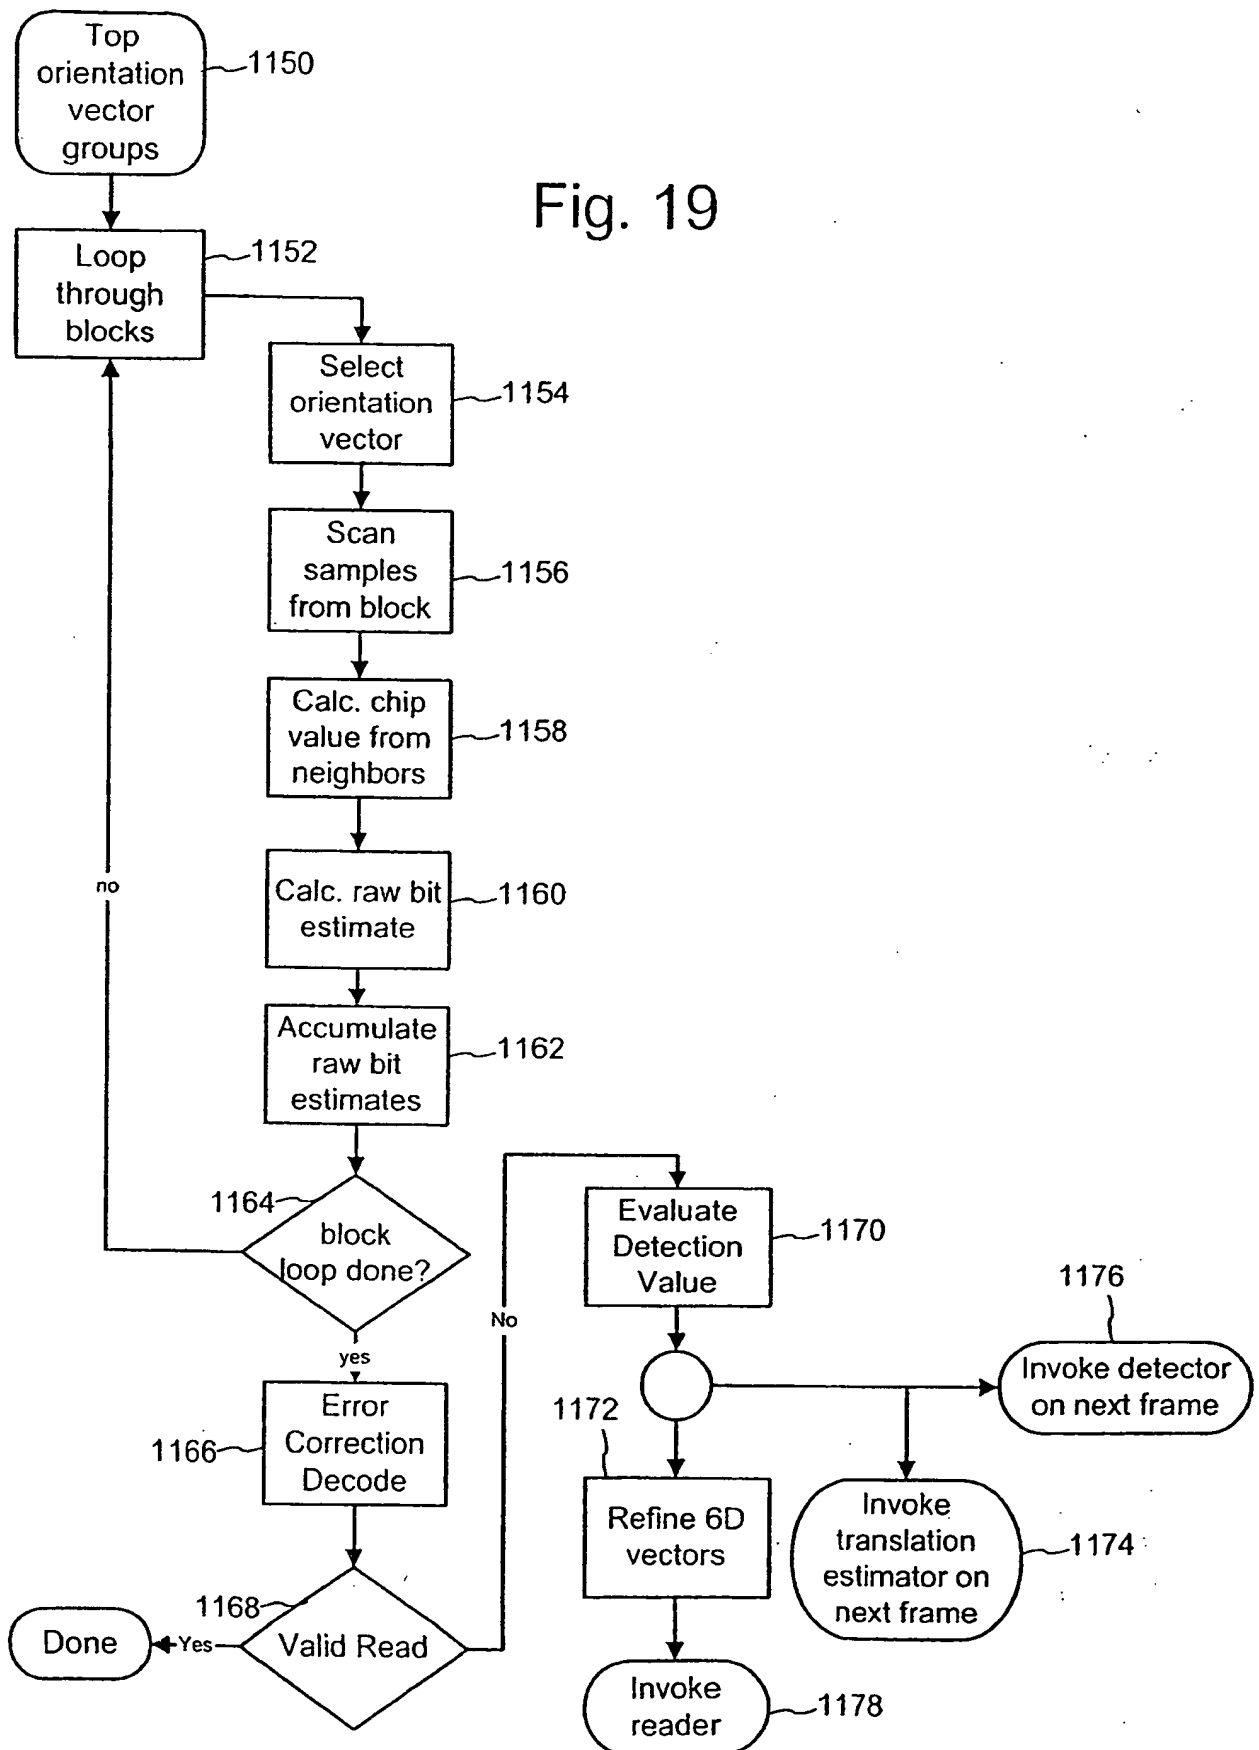 Top
orientation
vector
groups
1150
Fig. 19
Loop
through
blocks
1152
Select
orientation
vector
1154
Scan
samples
from block
1156
Calc. chip
value from
neighbors
1158
no
Calc. raw bit
estimate
1160
Accumulate
raw bit
estimates
1162
1164
block
loop done?
yes
Error
Correction
Decode
1166
1168
Valid Read
Yes
Done
No
Evaluate
Detection
Value
1170
1176
Invoke detector
on next frame
1172
Refine 6D
vectors
Invoke
translation
estimator on
next frame
1174
Invoke
reader
1178